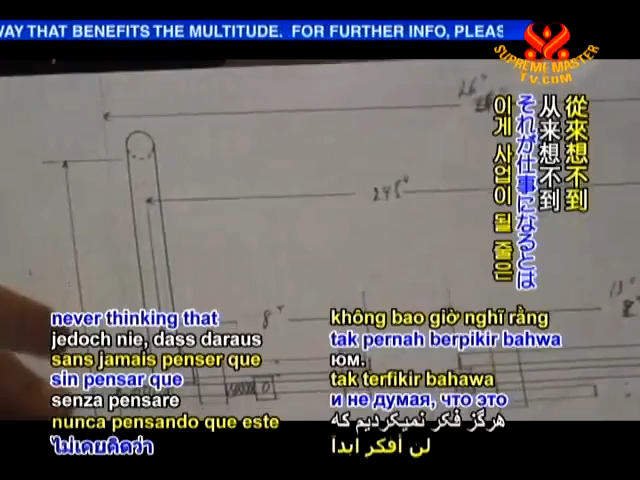 WAY THAT BENEFITS THE MULTITUDE. FOR FURTHER INFO, PLEAS
SUPREME MASTER
TV.COM
26"
從來想不到
从来想不到
それが仕事になるとは
이게 사업이 될 줄은
8"
never thinking that
jedoch nie, dass daraus
sans jamais penser que
sin pensar que
senza pensare
nunca pensando que este
ไม่เคยคิดว่า
không bao giờ nghĩ rằng
tak pernah berpikir bahwa
юм.
tak terfikir bahawa
и не думая, что это
هرگز فکر نمیکردیم که
لن أفكر أبدا